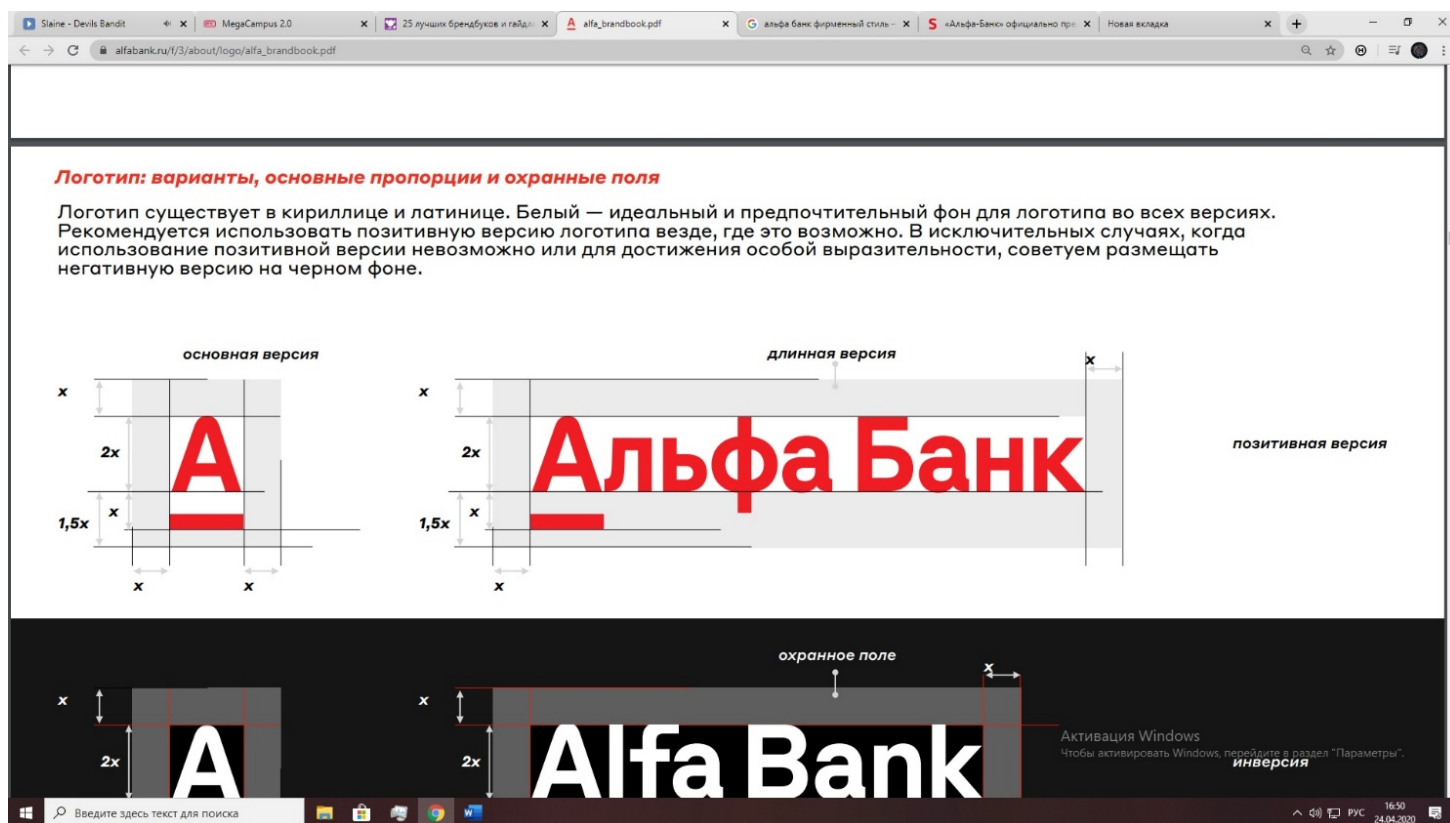 Slaine - Devils Bandit
MegaCampus 2.0
25 лучших брендбуков и гайдл
alfa_brandbook.pdf
альфа банк фирменный стиль -
«Альфа-Банк» официально пре
Новая вкладка
alfabank.ru/f/3/about/logo/alfa_brandbook.pdf
Логотип: варианты, основные пропорции и охранные поля
Логотип существует в кириллице и латинице. Белый — идеальный и предпочтительный фон для логотипа во всех версиях.
Рекомендуется использовать позитивную версию логотипа везде, где это возможно. В исключительных случаях, когда
использование позитивной версии невозможно или для достижения особой выразительности, советуем размещать
негативную версию на черном фоне.
основная версия
x
2x
1,5x
x
x
x
А
длинная версия
x
x
2x
1,5x
x
x
Альфа Банк
позитивная версия
охранное поле
x
2x
А
x
2x
x
Alfa Bank
инверсия
Активация Windows
Чтобы активировать Windows, перейдите в раздел "Параметры".
Введите здесь текст для поиска
РУС
16:50
24.04.2020